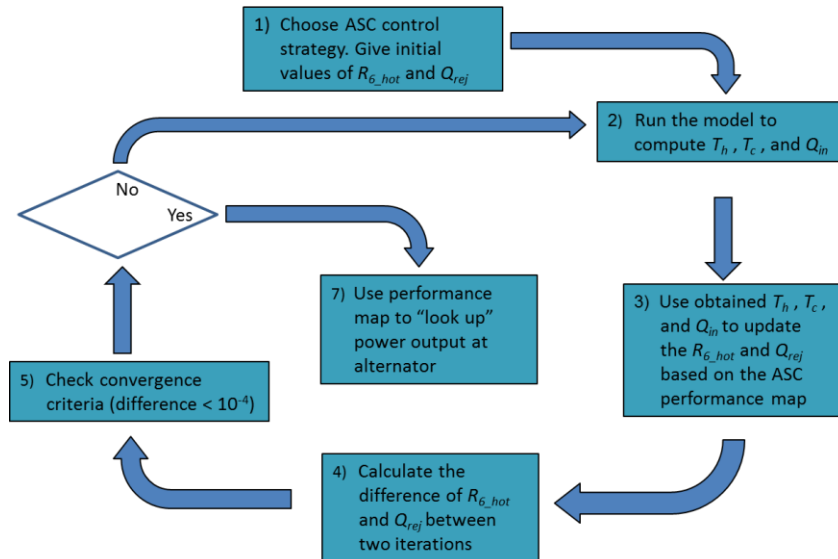 1) Choose ASC control
strategy. Give initial
values of R6_hot and Qrej
2) Run the model to
compute Th , Tc , and Qin
No
Yes
3) Use obtained Th , Tc ,
and Qin to update
the R6_hot and Qrej
based on the ASC
performance map
7) Use performance
map to “look up”
power output at
alternator
5) Check convergence
criteria (difference < 10-4)
4) Calculate the
difference of R6_hot
and Qrej between
two iterations